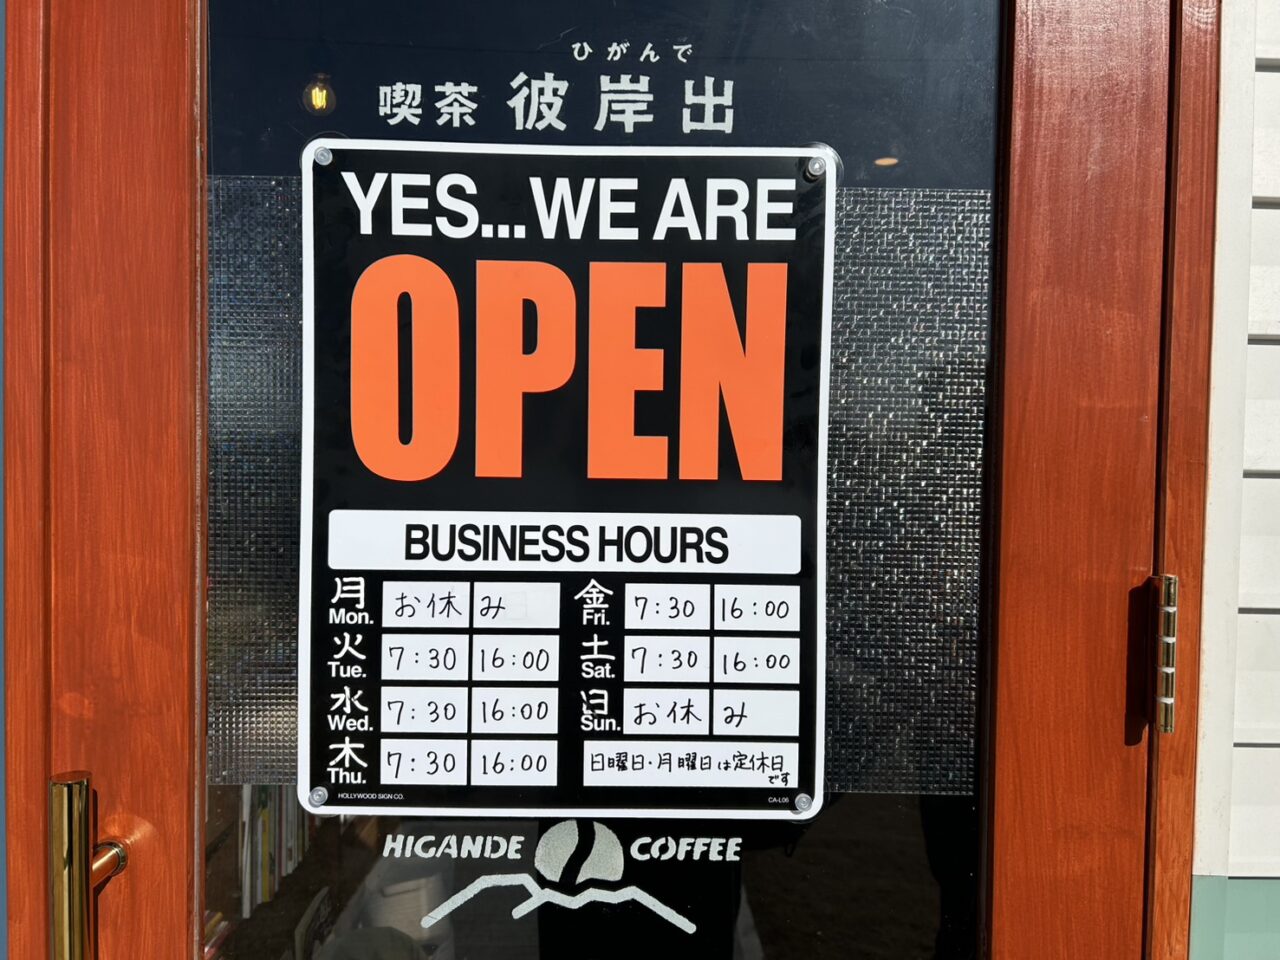 ひがんで
喫茶 彼岸出
YES...WE ARE
OPEN
BUSINESS HOURS
月 Mon. お休み
火 Tue. 7:30 16:00
水 Wed. 7:30 16:00
木 Thu. 7:30 16:00
金 Fri. 7:30 16:00
土 Sat. 7:30 16:00
日 Sun. お休み
日曜日・月曜日は定休日
です
HOLLYWOOD SIGN CO.
CA-L06
HIGANDE COFFEE